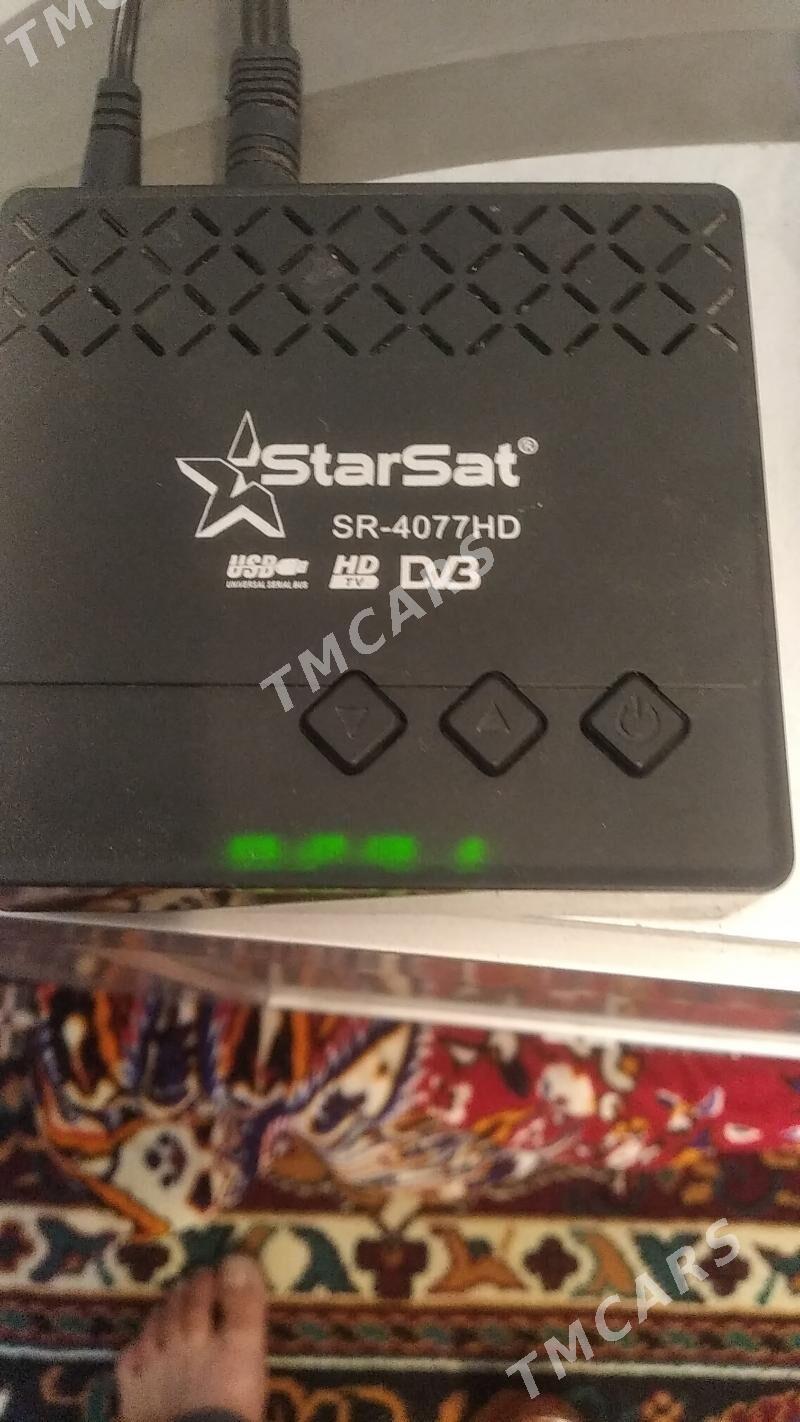 TMCARS
StarSat®
SR-4077HD
USB HD DVB
UNIVERSAL SERIAL BUS TV
TMCARS
TMCARS